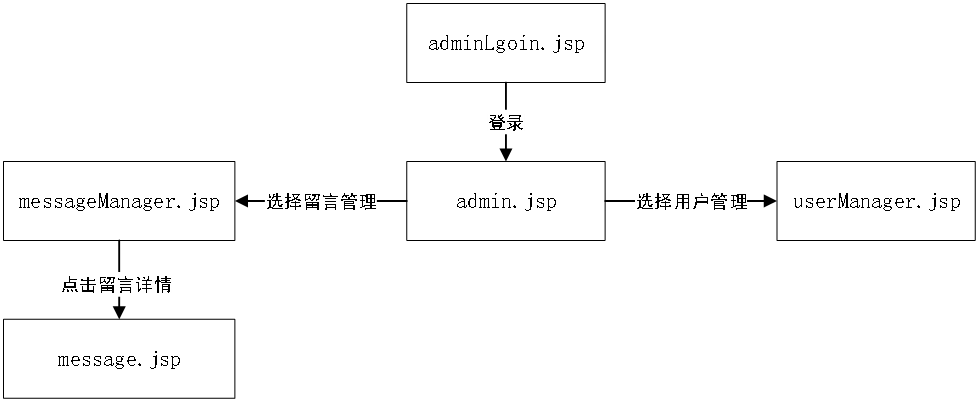 adminLgoin.jsp
登录
messageManager.jsp
选择留言管理
admin.jsp
选择用户管理
userManager.jsp
点击留言详情
message.jsp